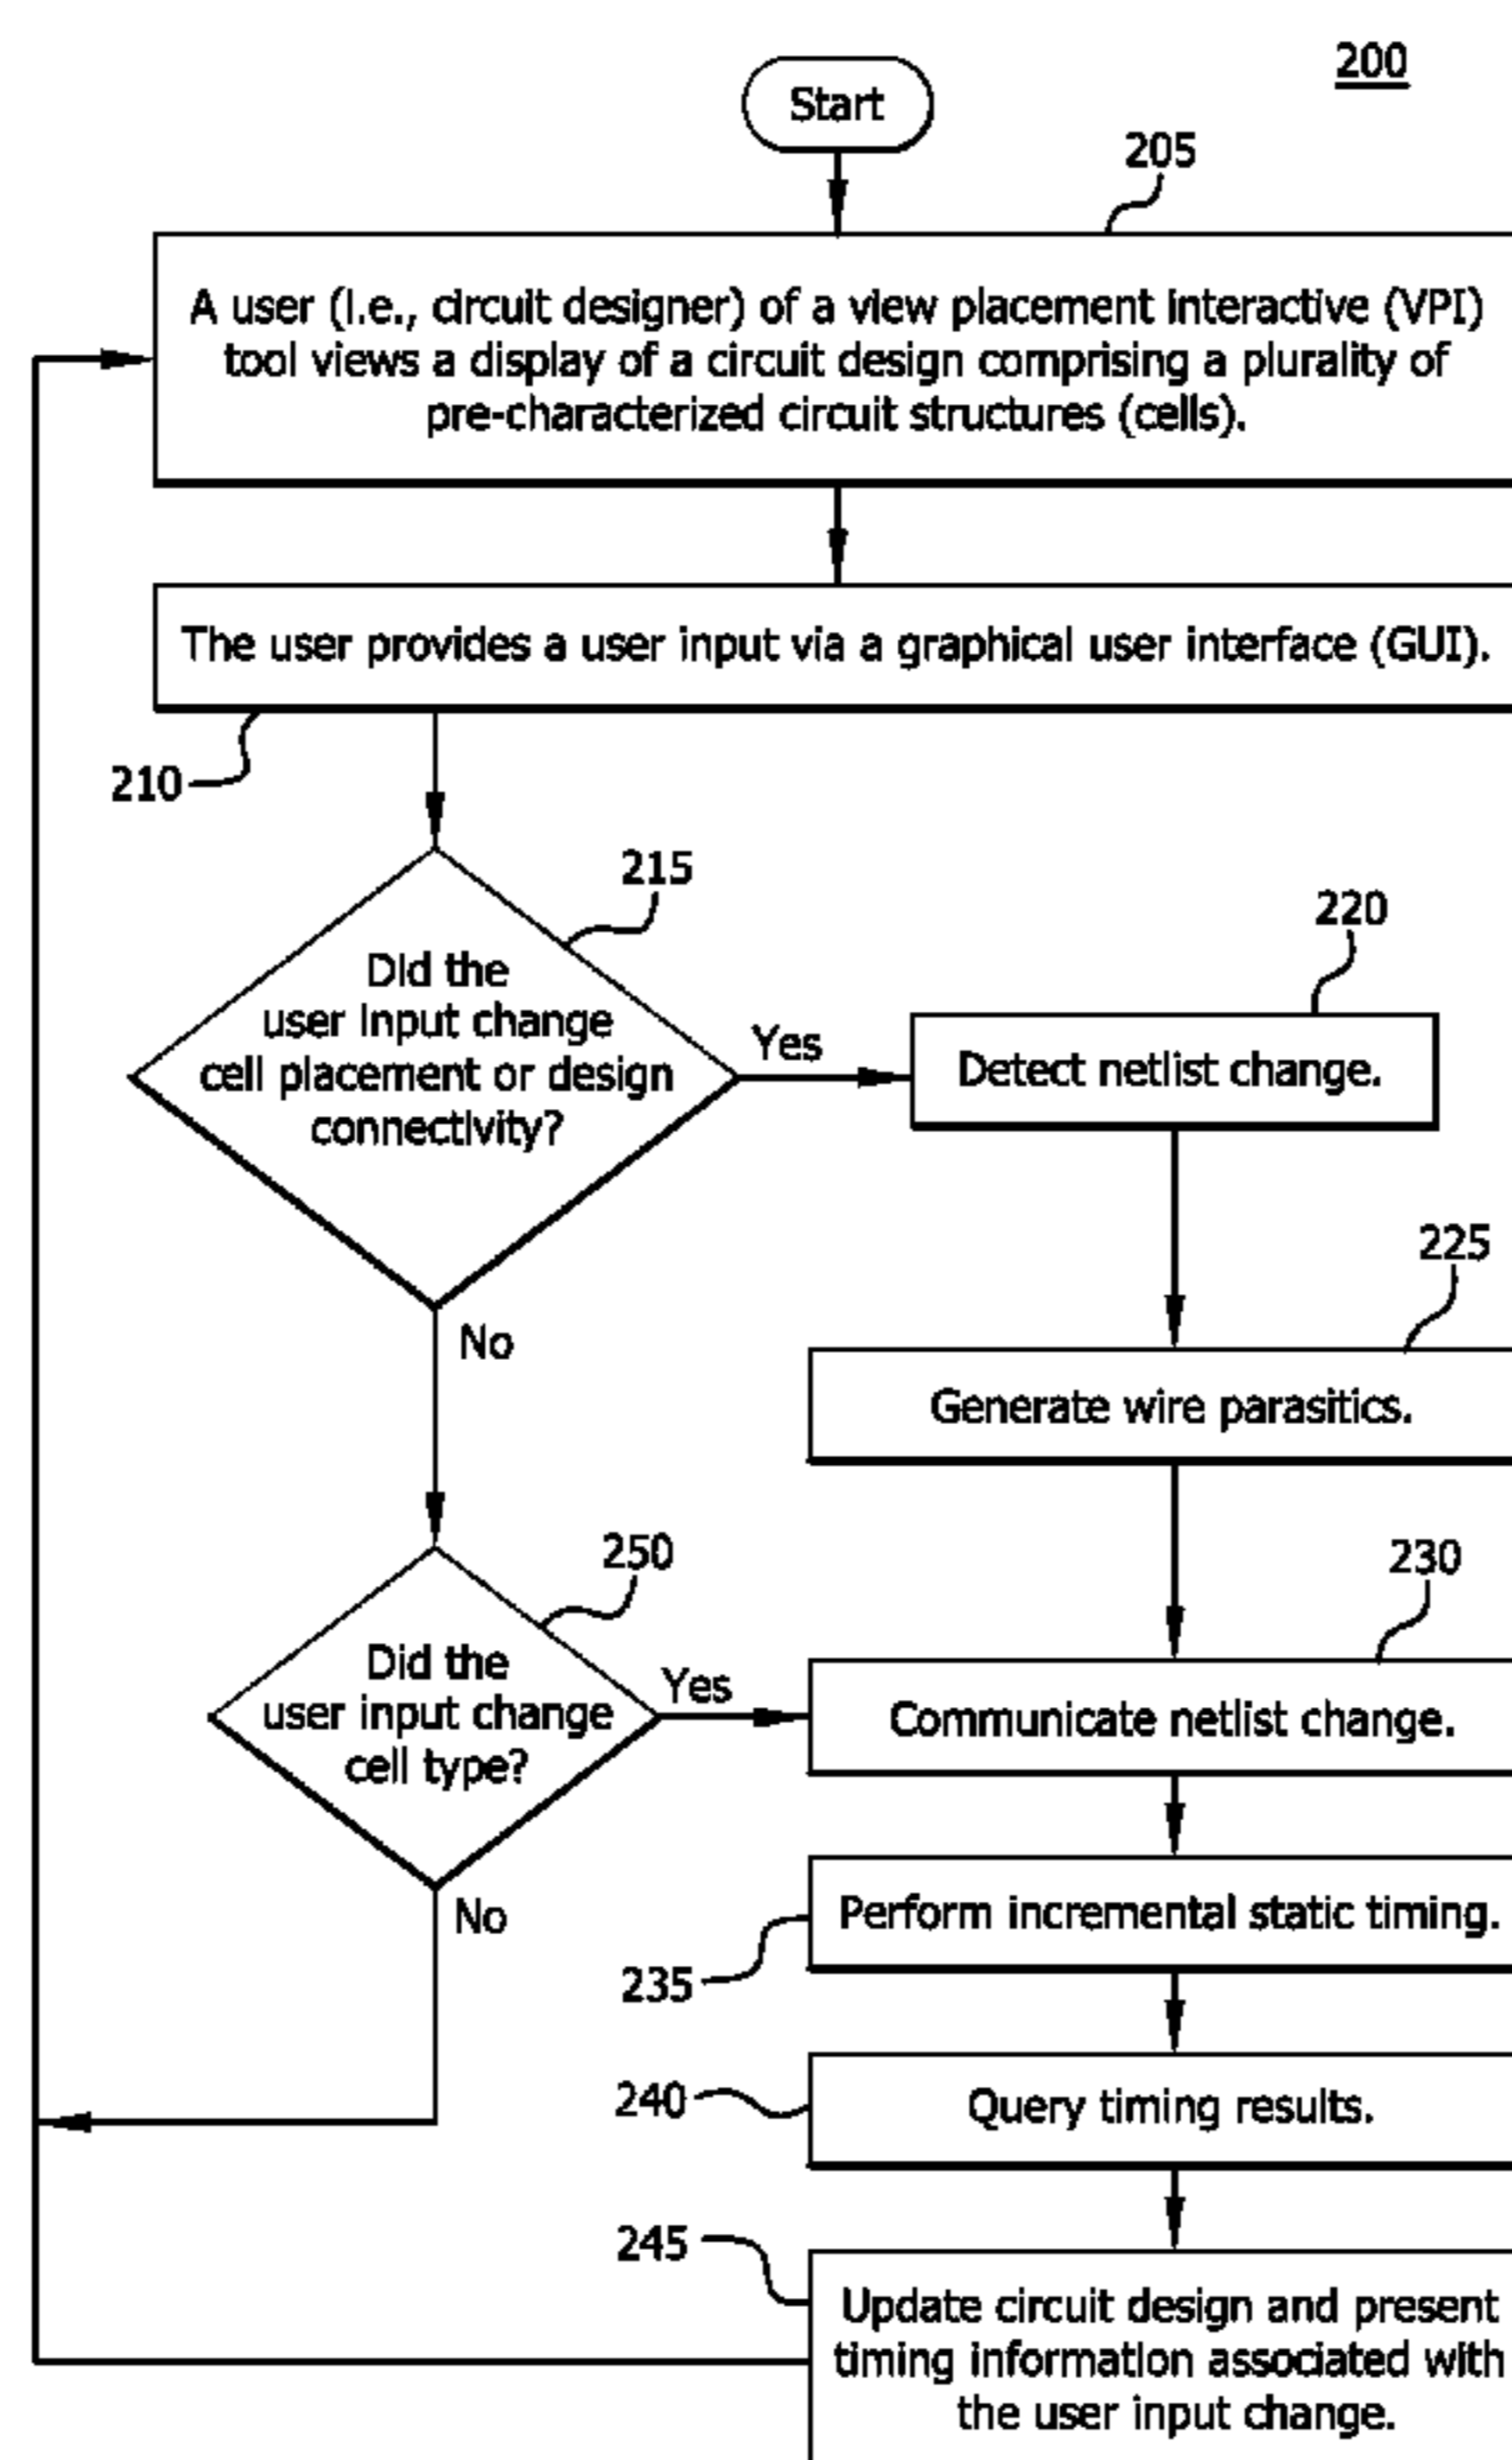 200
Start
205
A user (i.e., circuit designer) of a view placement interactive (VPI)
tool views a display of a circuit design comprising a plurality of
pre-characterized circuit structures (cells).
The user provides a user input via a graphical user interface (GUI).
210
215
Did the
user input change
cell placement or design
connectivity?
Yes
220
Detect netlist change.
No
225
Generate wire parasitics.
250
Did the
user input change
cell type?
Yes
230
Communicate netlist change.
No
Perform incremental static timing.
235
240
Query timing results.
245
Update circuit design and present
timing information associated with
the user input change.